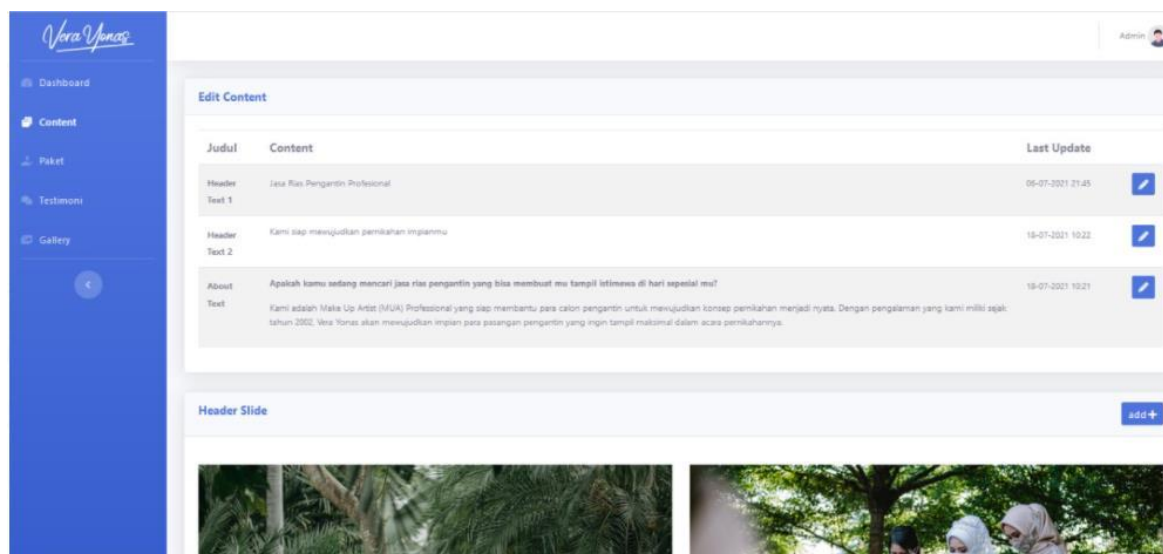 Vera Yonas
Admin
Dashboard
Content
Paket
Testimoni
Gallery
Edit Content
Judul Content Last Update
Header Text 1 Jasa Rias Pengantin Profesional 06-07-2021 21:45
Header Text 2 Kami siap mewujudkan pernikahan impianmu 18-07-2021 10:22
About Text Apakah kamu sedang mencari jasa rias pengantin yang bisa membuat mu tampil istimewa di hari sepesial mu? 18-07-2021 10:21
Kami adalah Make Up Artist (MUA) Professional yang siap membantu para calon pengantin untuk mewujudkan konsep pernikahan menjadi nyata. Dengan pengalaman yang kami miliki sejak
tahun 2002, Vera Yonas akan mewujudkan impian para pasangan pengantin yang ingin tampil maksimal dalam acara pernikahannya.
Header Slide
add+